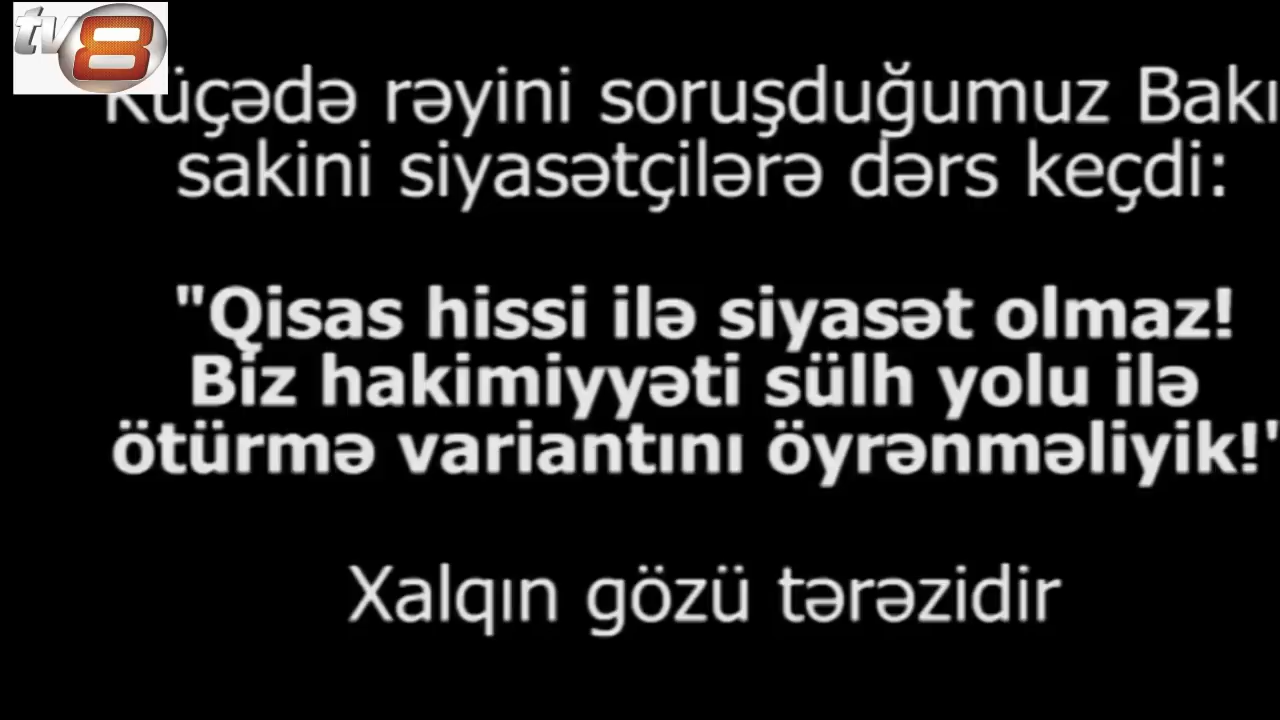 tv8
Küçədə rəyini soruşduğumuz Bakı
sakini siyasətçilərə dərs keçdi:
"Qisas hissi ilə siyasət olmaz!
Biz hakimiyyəti sülh yolu ilə
ötürmə variantını öyrənməliyik!"
Xalqın gözü tərəzidir